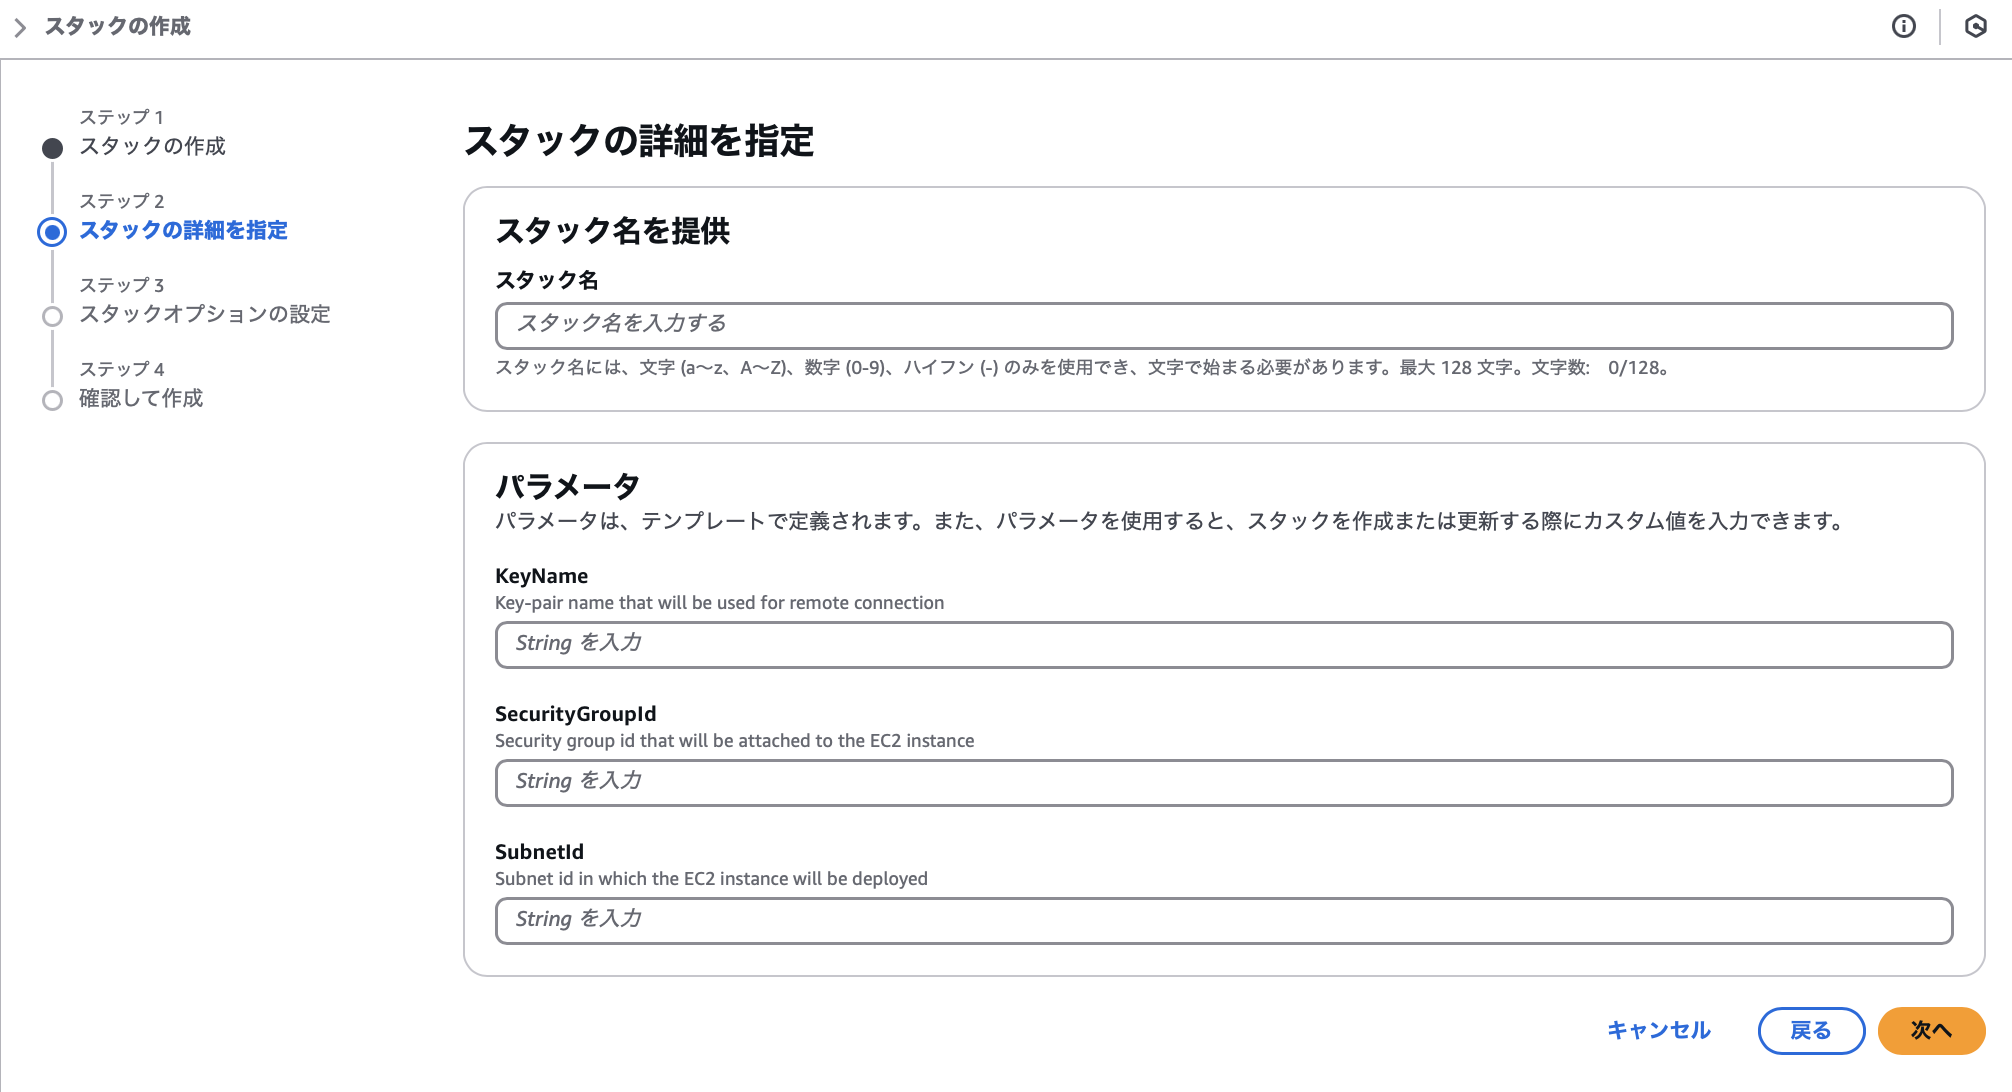 スタックの作成
ステップ 1
スタックの作成
ステップ 2
スタックの詳細を指定
ステップ 3
スタックオプションの設定
ステップ 4
確認して作成
スタックの詳細を指定
スタック名を提供
スタック名
スタック名を入力する
スタック名には、文字 (a～z、A～Z)、数字 (0-9)、ハイフン (-) のみを使用でき、文字で始まる必要があります。最大 128 文字。文字数: 0/128。
パラメータ
パラメータは、テンプレートで定義されます。また、パラメータを使用すると、スタックを作成または更新する際にカスタム値を入力できます。
KeyName
Key-pair name that will be used for remote connection
String を入力
SecurityGroupId
Security group id that will be attached to the EC2 instance
String を入力
SubnetId
Subnet id in which the EC2 instance will be deployed
String を入力
キャンセル
戻る
次へ